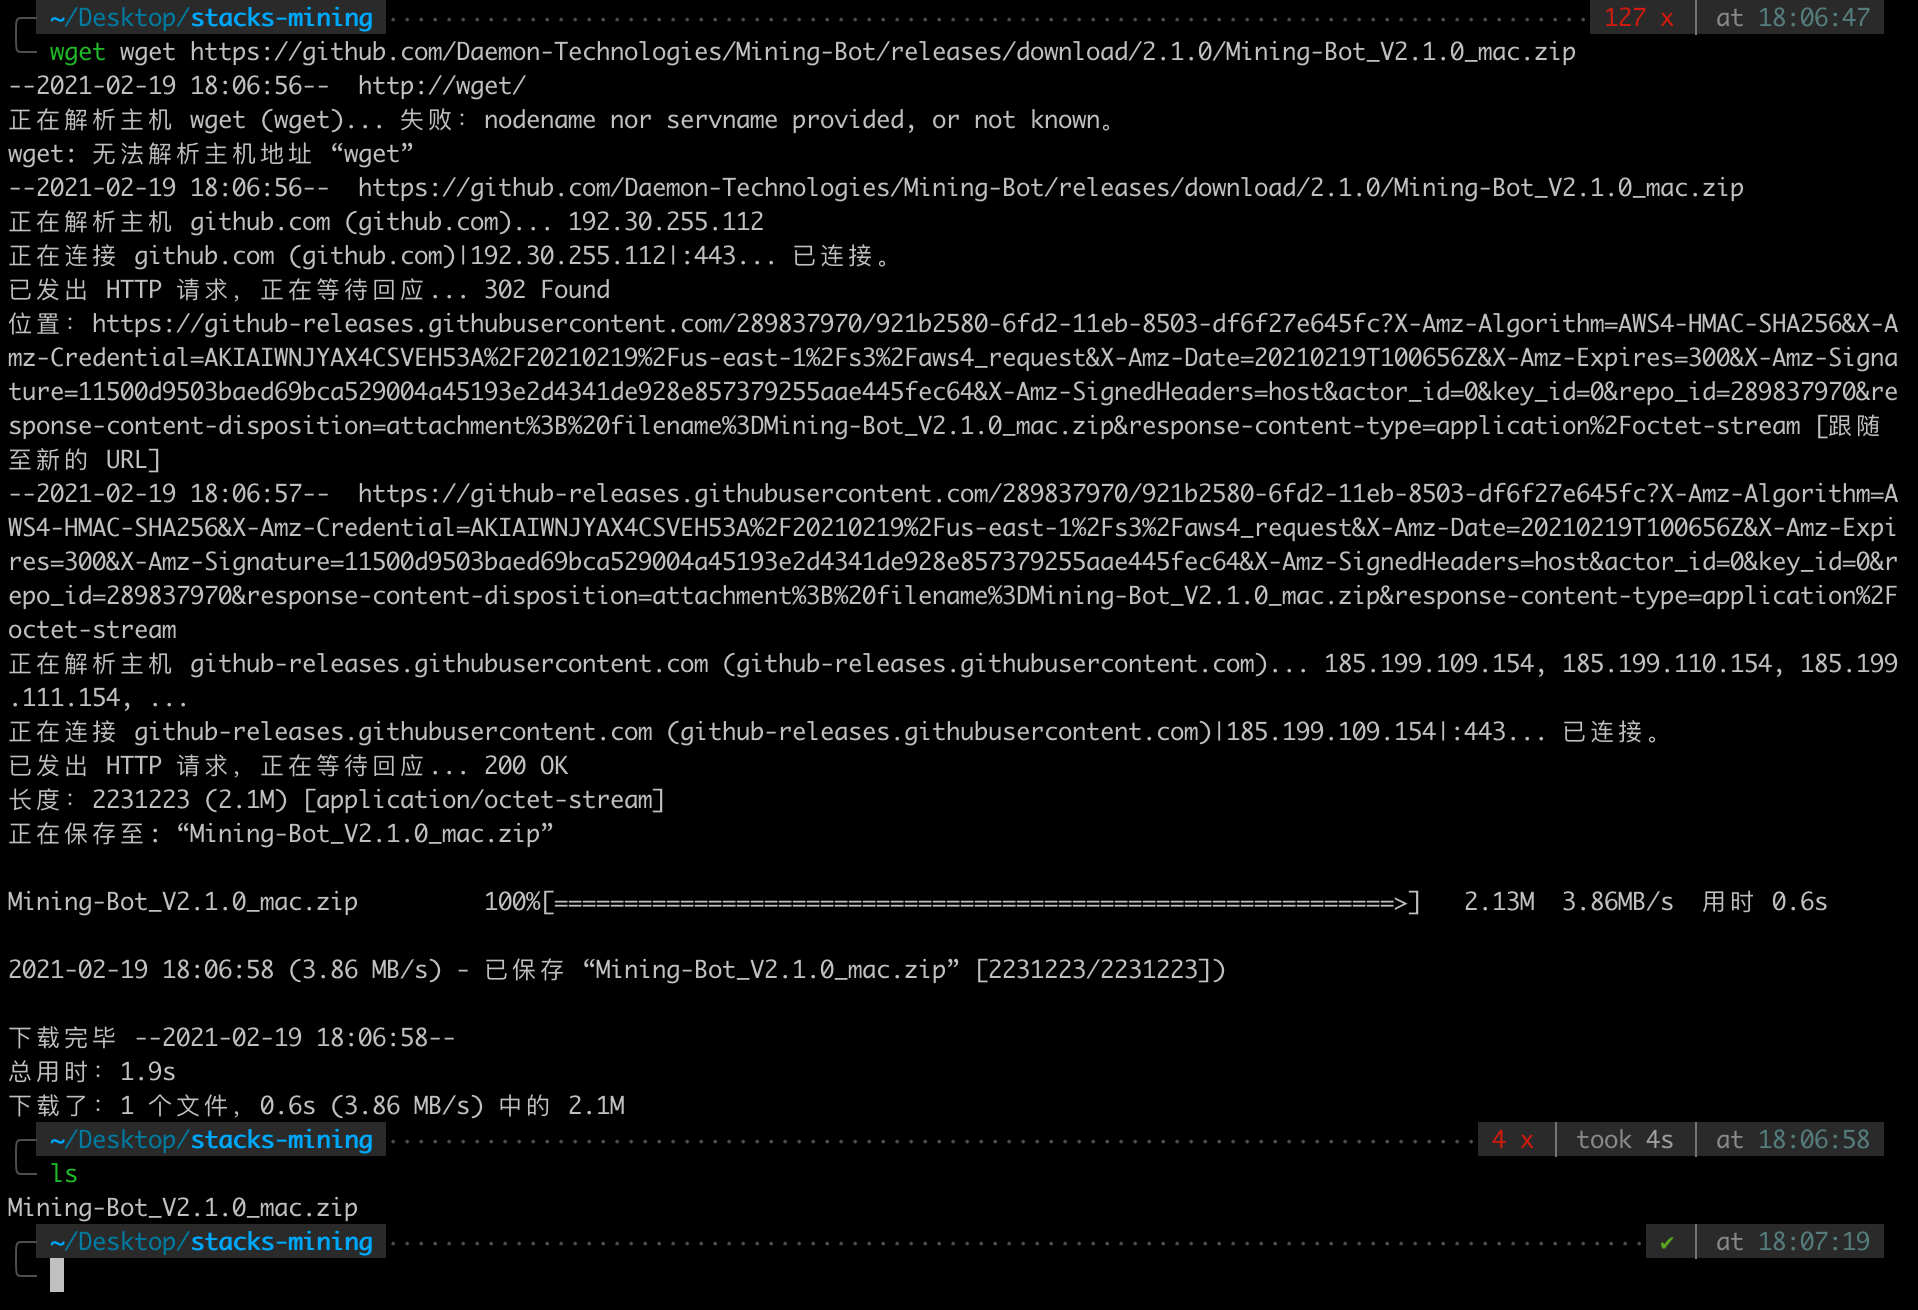 ~/Desktop/stacks-mining 127 x at 18:06:47
wget wget https://github.com/Daemon-Technologies/Mining-Bot/releases/download/2.1.0/Mining-Bot_V2.1.0_mac.zip
--2021-02-19 18:06:56--  http://wget/
正在解析主机 wget (wget)... 失败：nodename nor servname provided, or not known。
wget: 无法解析主机地址 “wget”
--2021-02-19 18:06:56--  https://github.com/Daemon-Technologies/Mining-Bot/releases/download/2.1.0/Mining-Bot_V2.1.0_mac.zip
正在解析主机 github.com (github.com)... 192.30.255.112
正在连接 github.com (github.com)|192.30.255.112|:443... 已连接。
已发出 HTTP 请求，正在等待回应... 302 Found
位置：https://github-releases.githubusercontent.com/289837970/921b2580-6fd2-11eb-8503-df6f27e645fc?X-Amz-Algorithm=AWS4-HMAC-SHA256&X-A
mz-Credential=AKIAIWNJYAX4CSVEH53A%2F20210219%2Fus-east-1%2Fs3%2Faws4_request&X-Amz-Date=20210219T100656Z&X-Amz-Expires=300&X-Amz-Signa
ture=11500d9503baed69bca529004a45193e2d4341de928e857379255aae445fec64&X-Amz-SignedHeaders=host&actor_id=0&key_id=0&repo_id=289837970&re
sponse-content-disposition=attachment%3B%20filename%3DMining-Bot_V2.1.0_mac.zip&response-content-type=application%2Foctet-stream [跟随
至新的 URL]
--2021-02-19 18:06:57--  https://github-releases.githubusercontent.com/289837970/921b2580-6fd2-11eb-8503-df6f27e645fc?X-Amz-Algorithm=A
WS4-HMAC-SHA256&X-Amz-Credential=AKIAIWNJYAX4CSVEH53A%2F20210219%2Fus-east-1%2Fs3%2Faws4_request&X-Amz-Date=20210219T100656Z&X-Amz-Expi
res=300&X-Amz-Signature=11500d9503baed69bca529004a45193e2d4341de928e857379255aae445fec64&X-Amz-SignedHeaders=host&actor_id=0&key_id=0&r
epo_id=289837970&response-content-disposition=attachment%3B%20filename%3DMining-Bot_V2.1.0_mac.zip&response-content-type=application%2F
octet-stream
正在解析主机 github-releases.githubusercontent.com (github-releases.githubusercontent.com)... 185.199.109.154, 185.199.110.154, 185.199
.111.154, ...
正在连接 github-releases.githubusercontent.com (github-releases.githubusercontent.com)|185.199.109.154|:443... 已连接。
已发出 HTTP 请求，正在等待回应... 200 OK
长度：2231223 (2.1M) [application/octet-stream]
正在保存至: “Mining-Bot_V2.1.0_mac.zip”
Mining-Bot_V2.1.0_mac.zip 100%[============================================================>] 2.13M 3.86MB/s 用时 0.6s
2021-02-19 18:06:58 (3.86 MB/s) - 已保存 “Mining-Bot_V2.1.0_mac.zip” [2231223/2231223])
下载完毕 --2021-02-19 18:06:58--
总用时：1.9s
下载了：1 个文件，0.6s (3.86 MB/s) 中的 2.1M
~/Desktop/stacks-mining 4 x took 4s at 18:06:58
ls
Mining-Bot_V2.1.0_mac.zip
~/Desktop/stacks-mining ✔ at 18:07:19